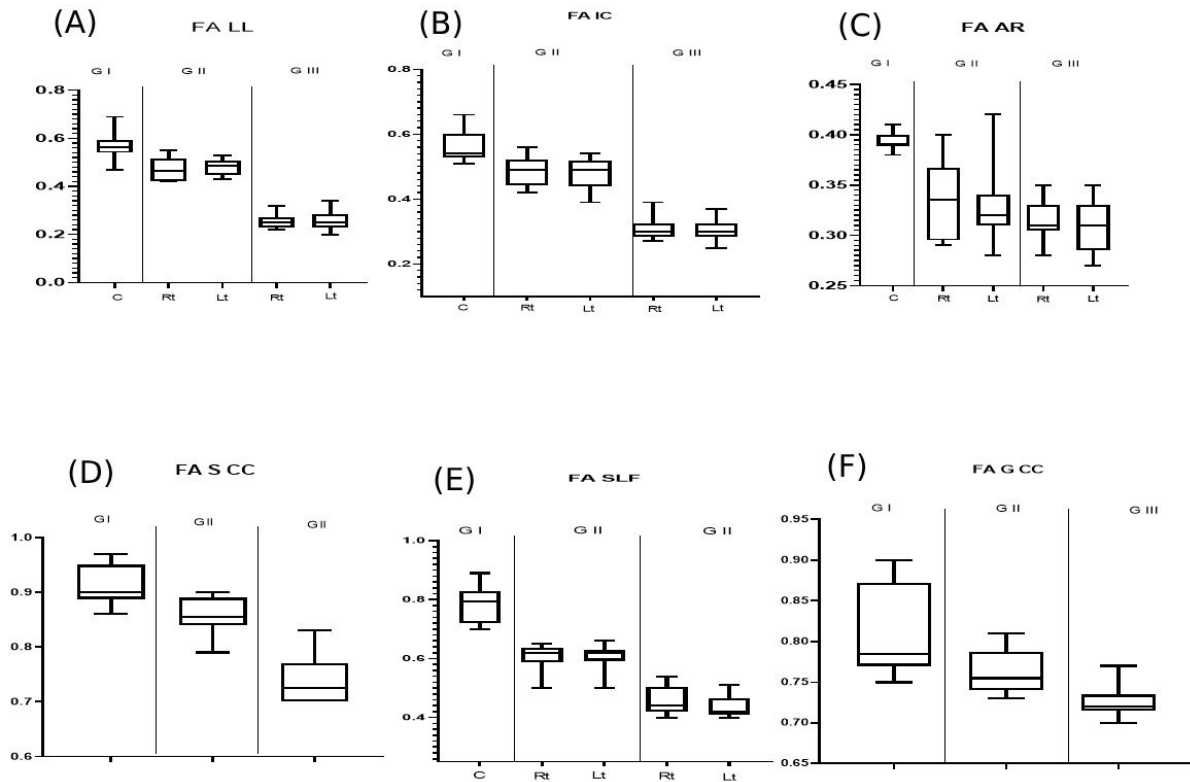 (A)
FA LL
G I
G II
G III
0.8
0.6
0.4
0.2
0.0
C
Rt
Lt
Rt
Lt
(B)
FA IC
G I
G II
G III
0.8
0.6
0.4
0.2
C
Rt
Lt
Rt
Lt
(C)
FA AR
G I
G II
G III
0.45
0.40
0.35
0.30
0.25
C
Rt
Lt
Rt
Lt
(D)
FA S CC
G I
G II
G II
1.0
0.9
0.8
0.7
0.6
(E)
FA SLF
G I
G II
G II
1.0
0.8
0.6
0.4
C
Rt
Lt
Rt
Lt
(F)
FA G CC
G I
G II
G III
0.95
0.90
0.85
0.80
0.75
0.70
0.65